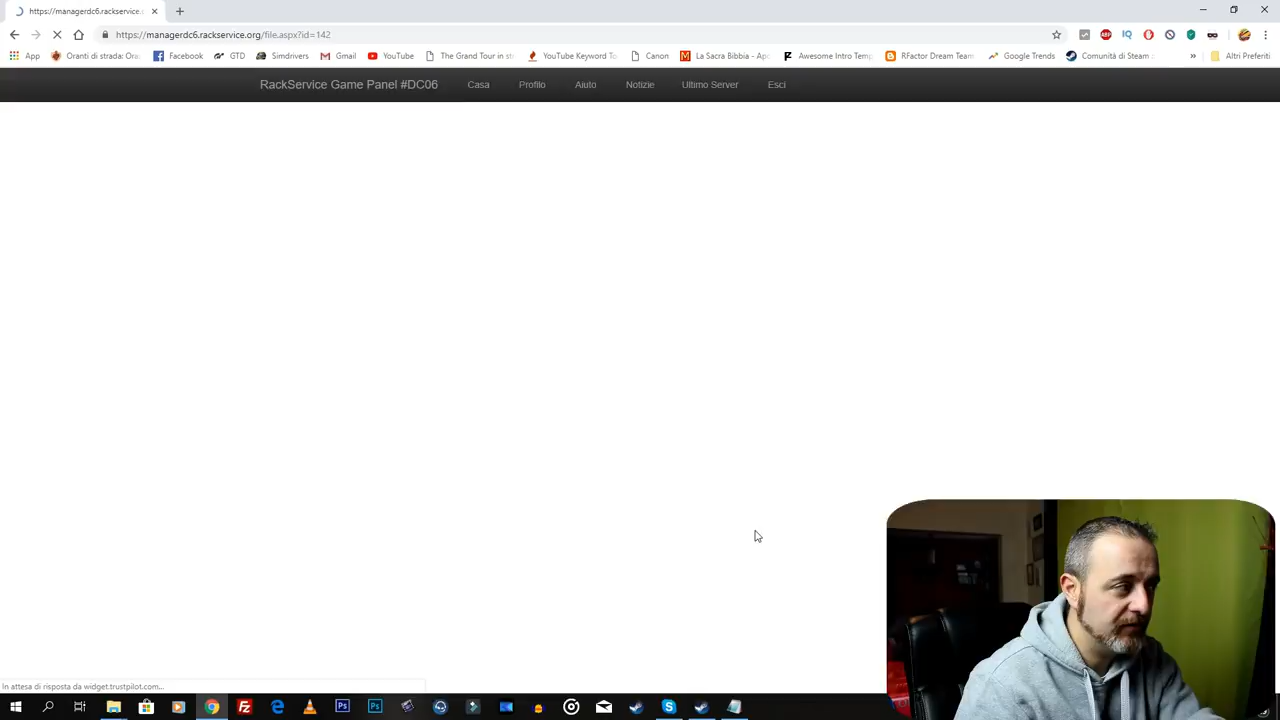 https://managerdc6.rackservice.
https://managerdc6.rackservice.org/file.aspx?id=142
App Oranti di strada: Ora Facebook GTD Simdrivers Gmail YouTube The Grand Tour in str YouTube Keyword To Canon La Sacra Bibbia - Apo Awesome Intro Temp RFactor Dream Team Google Trends Comunità di Steam » Altri Preferiti
RackService Game Panel #DC06 Casa Profilo Aiuto Notizie Ultimo Server Esci
In attesa di risposta da widget.trustpilot.com...